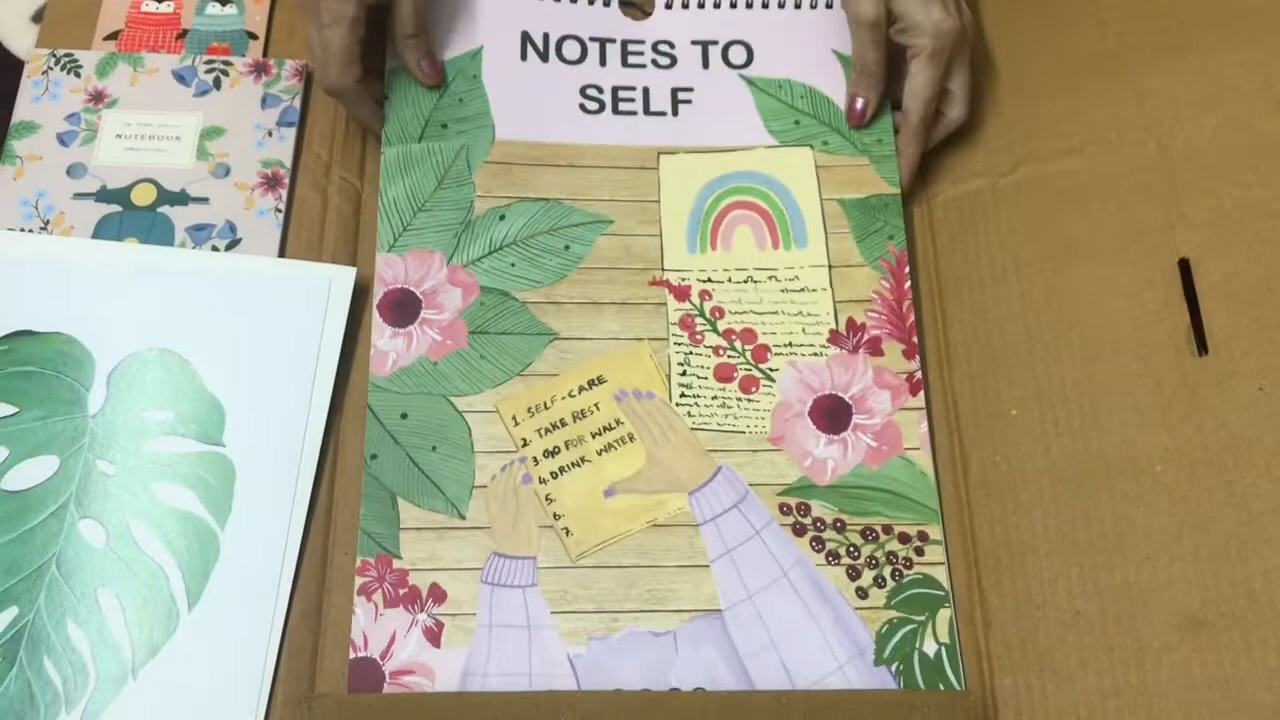 NOTES TO
SELF
NOTEBOOK
1. SELF-CARE
2. TAKE REST
3. GO FOR WALK
4. DRINK WATER
5.
6.
7.